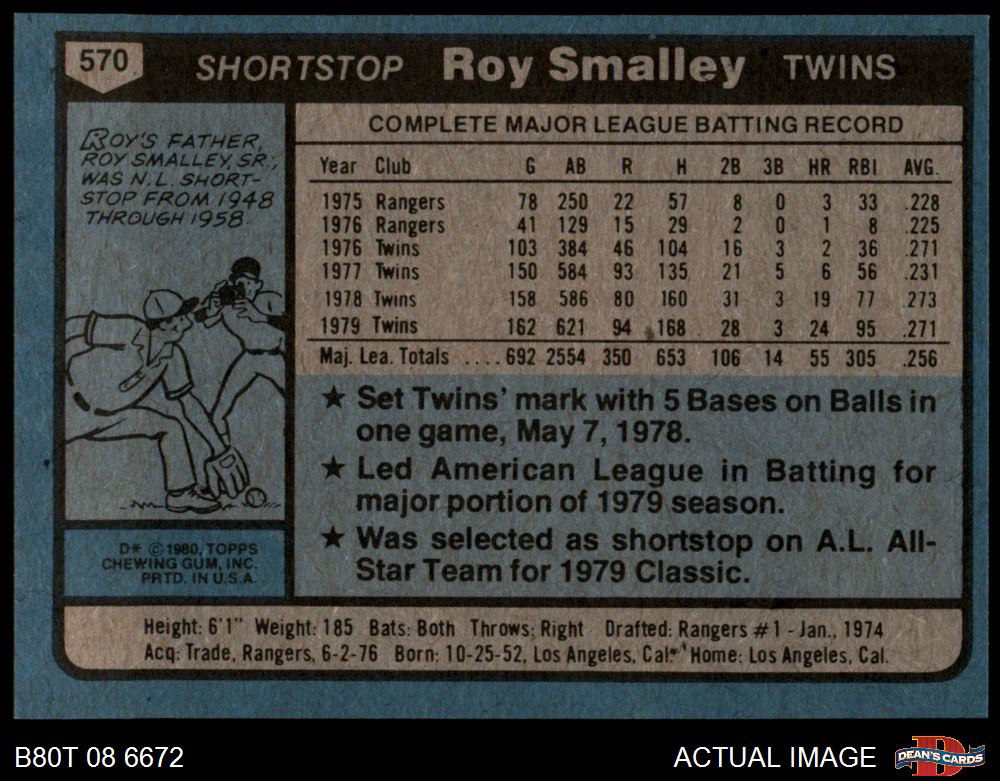 570 SHORTSTOP Roy Smalley TWINS
ROY'S FATHER,
ROY SMALLEY, SR.,
WAS N.L. SHORT-
STOP FROM 1948
THROUGH 1958.
COMPLETE MAJOR LEAGUE BATTING RECORD
Year Club G AB R H 2B 3B HR RBI AVG.
1975 Rangers 78 250 22 57 8 0 3 33 .228
1976 Rangers 41 129 15 29 2 0 1 8 .225
1976 Twins 103 384 46 104 16 3 2 36 .271
1977 Twins 150 584 93 135 21 5 6 56 .231
1978 Twins 158 586 80 160 31 3 19 77 .273
1979 Twins 162 621 94 168 28 3 24 95 .271
Maj. Lea. Totals .... 692 2554 350 653 106 14 55 305 .256
★ Set Twins' mark with 5 Bases on Balls in
one game, May 7, 1978.
★ Led American League in Batting for
major portion of 1979 season.
★ Was selected as shortstop on A.L. All-
Star Team for 1979 Classic.
D* © 1980, TOPPS
CHEWING GUM, INC.
PRTD. IN U.S.A.
Height: 6'1" Weight: 185 Bats: Both Throws: Right Drafted: Rangers #1 - Jan., 1974
Acq: Trade, Rangers, 6-2-76 Born: 10-25-52, Los Angeles, Cal. Home: Los Angeles, Cal.
B80T 08 6672 ACTUAL IMAGE DEAN'S CARDS